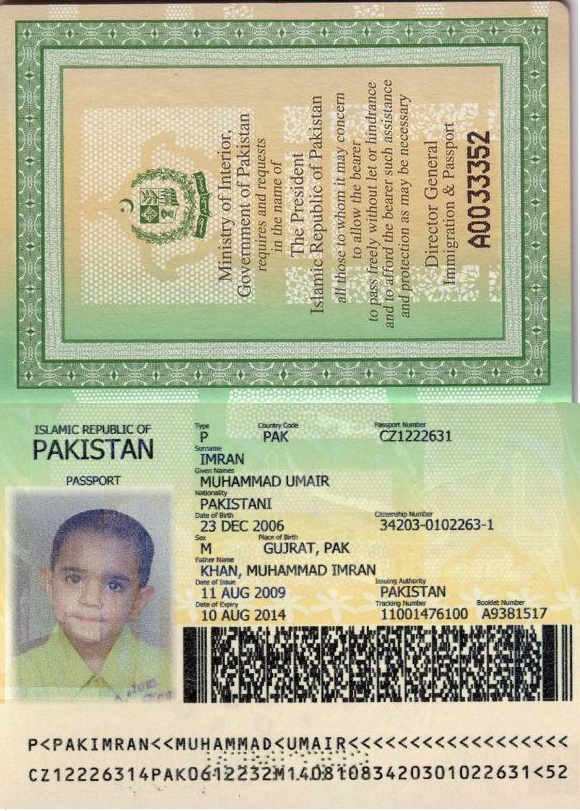 Ministry of Interior,
Government of Pakistan
requires and requests
in the name of
The President
Islamic Republic of Pakistan
all those to whom it may concern
to allow the bearer
to pass freely without let or hindrance
and to afford the bearer such assistance
and protection as may be necessary
Director General
Immigration & Passport
A0033352
ISLAMIC REPUBLIC OF
PAKISTAN
PASSPORT
Type Country Code Passport Number
P PAK CZ1222631
Surname
IMRAN
Given Names
MUHAMMAD UMAIR
Nationality
PAKISTANI
Date of Birth Citizenship Number
23 DEC 2006 34203-0102263-1
Sex Place of Birth
M GUJRAT, PAK
Father Name
KHAN, MUHAMMAD IMRAN
Date of Issue Issuing Authority
11 AUG 2009 PAKISTAN
Date of Expiry Tracking Number Booklet Number
10 AUG 2014 11001476100 A9381517
P<PAKIMRAN<<MUHAMMAD<UMAIR<<<<<<<<<<<<<<<<<<
CZ12226314PAK0612232M14081083420301022631<52